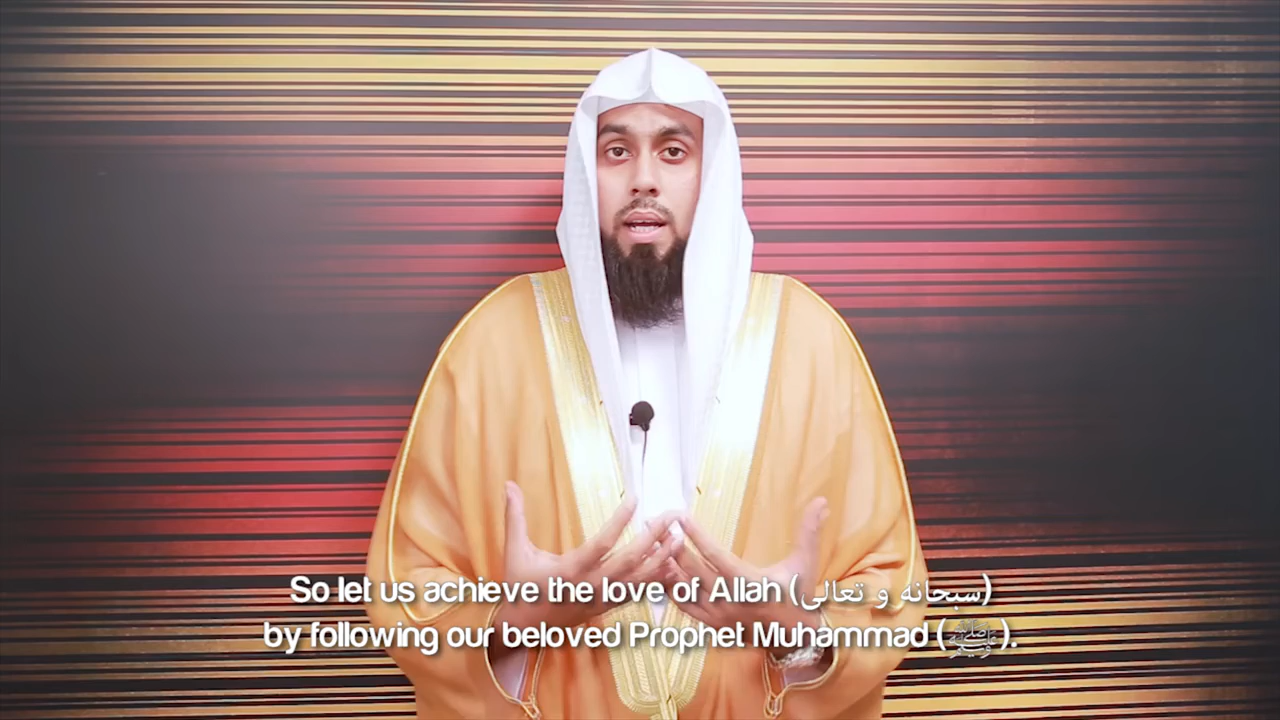 So let us achieve the love of Allah (سبحانه و تعالى)
by following our beloved Prophet Muhammad (ﷺ).